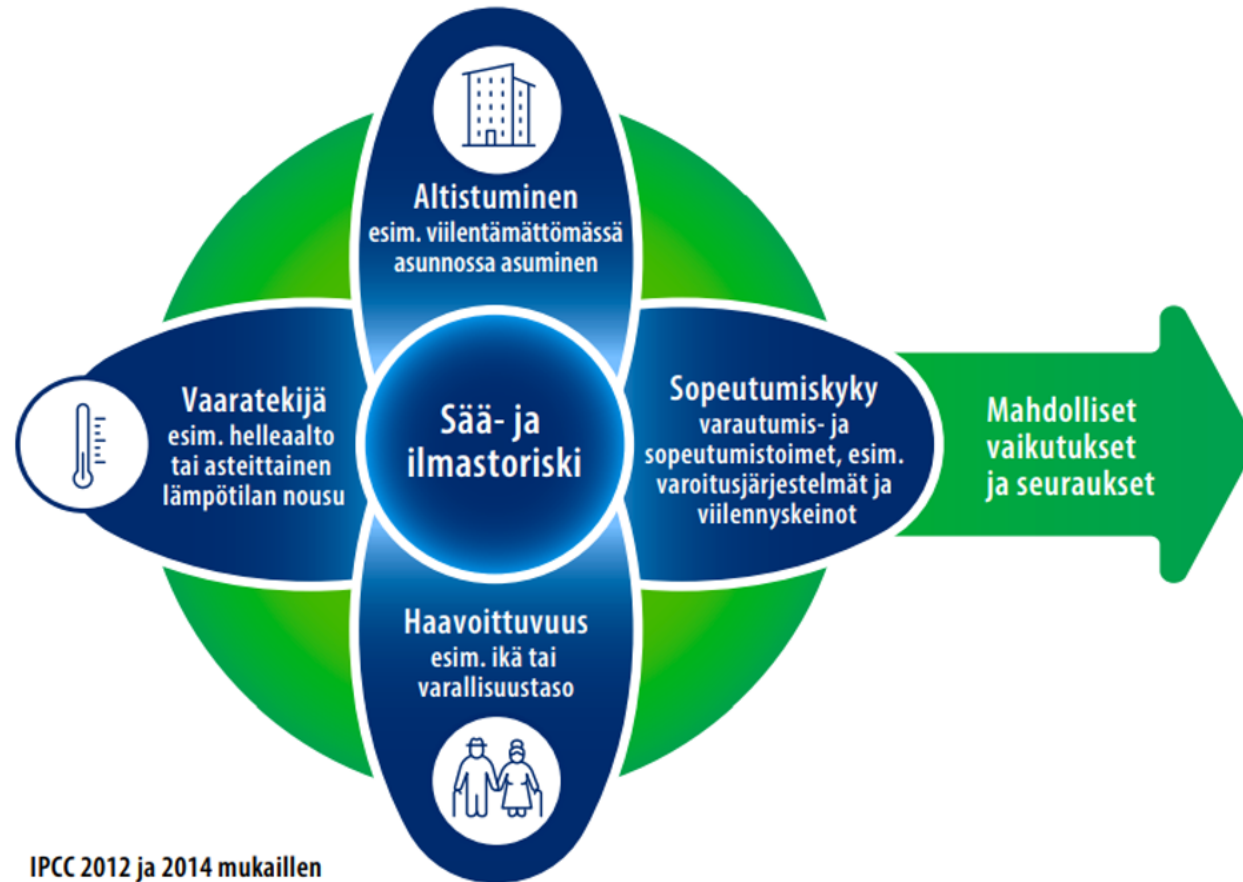 Altistuminen
esim. viilentämättömässä
asunnossa asuminen
Vaaratekijä
esim. helleaalto
tai asteittainen
lämpötilan nousu
Sää- ja
ilmastoriski
Sopeutumiskyky
varautumis- ja
sopeutumistoimet, esim.
varoitusjärjestelmät ja
viilennyskeinot
Mahdolliset
vaikutukset
ja seuraukset
Haavoittuvuus
esim. ikä tai
varallisuustaso
IPCC 2012 ja 2014 mukaillen